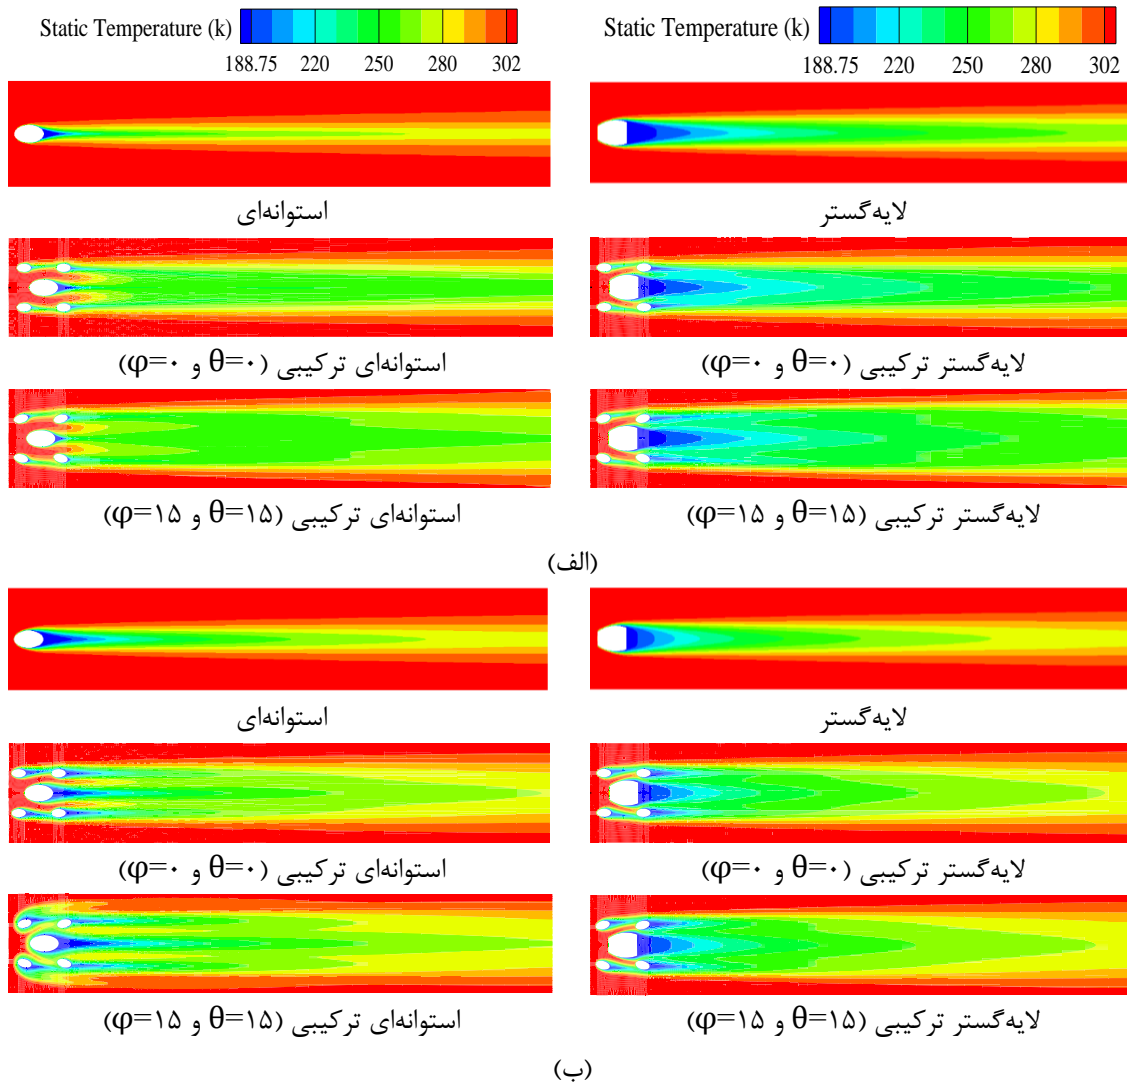 Static Temperature (k)
188.75 220 250 280 302
Static Temperature (k)
188.75 220 250 280 302
استوانه‌ای
لایه‌گستر
استوانه‌ای ترکیبی (θ=۰ و φ=۰)
لایه‌گستر ترکیبی (θ=۰ و φ=۰)
استوانه‌ای ترکیبی (θ=۱۵ و φ=۱۵)
لایه‌گستر ترکیبی (θ=۱۵ و φ=۱۵)
(الف)
استوانه‌ای
لایه‌گستر
استوانه‌ای ترکیبی (θ=۰ و φ=۰)
لایه‌گستر ترکیبی (θ=۰ و φ=۰)
استوانه‌ای ترکیبی (θ=۱۵ و φ=۱۵)
لایه‌گستر ترکیبی (θ=۱۵ و φ=۱۵)
(ب)